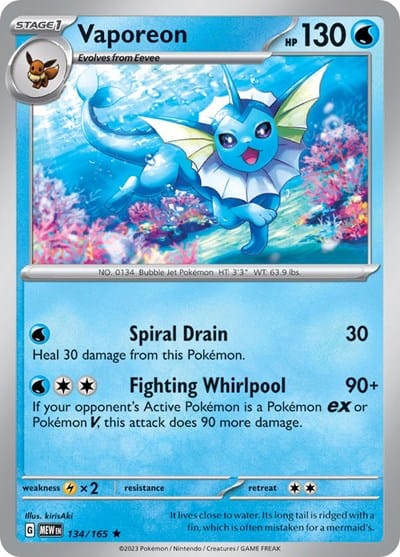 STAGE 1 Vaporeon HP 130
Evolves from Eevee
NO. 0134 Bubble Jet Pokémon HT: 3'3" WT: 63.9 lbs.
Spiral Drain 30
Heal 30 damage from this Pokémon.
Fighting Whirlpool 90+
If your opponent's Active Pokémon is a Pokémon ex or
Pokémon V, this attack does 90 more damage.
weakness ×2 resistance retreat
Illus. kirisAki
It lives close to water. Its long tail is ridged with
G MEW EN 134/165 ★
a fin, which is often mistaken for a mermaid's.
©2023 Pokémon / Nintendo / Creatures / GAME FREAK